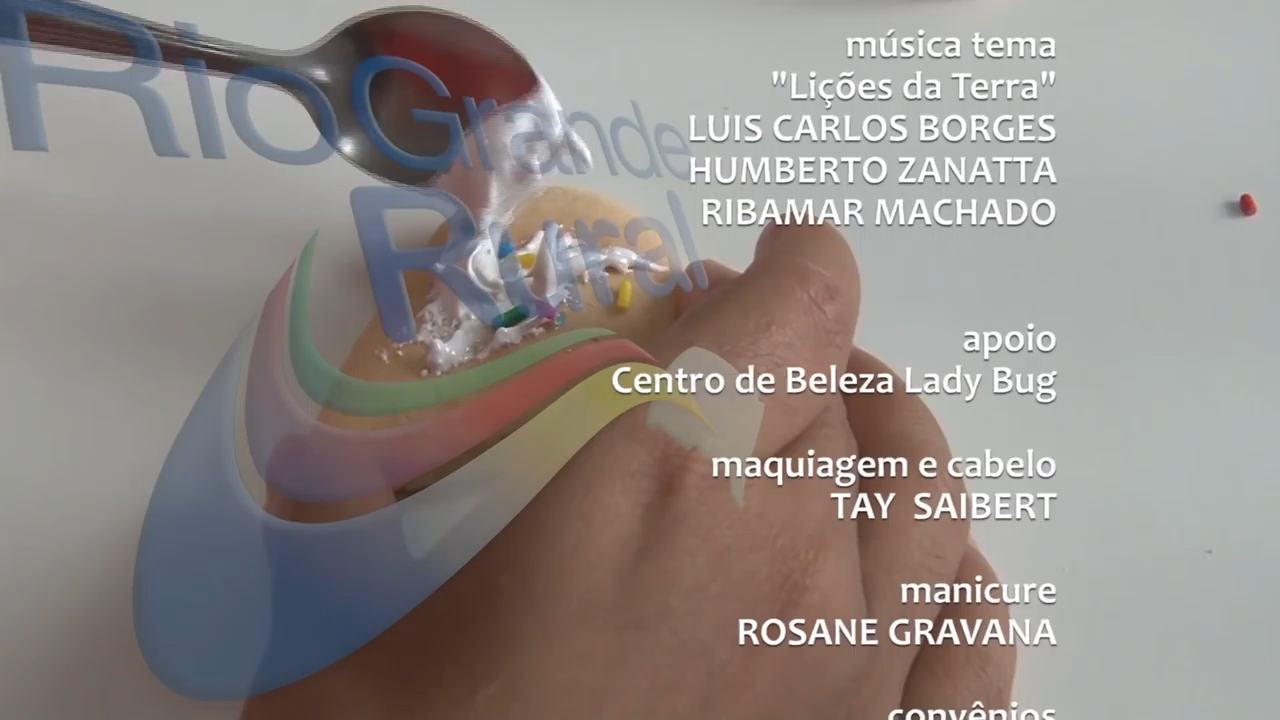 Rio Grande
Rural
música tema
"Lições da Terra"
LUIS CARLOS BORGES
HUMBERTO ZANATTA
RIBAMAR MACHADO
apoio
Centro de Beleza Lady Bug
maquiagem e cabelo
TAY SAIBERT
manicure
ROSANE GRAVANA
convênios